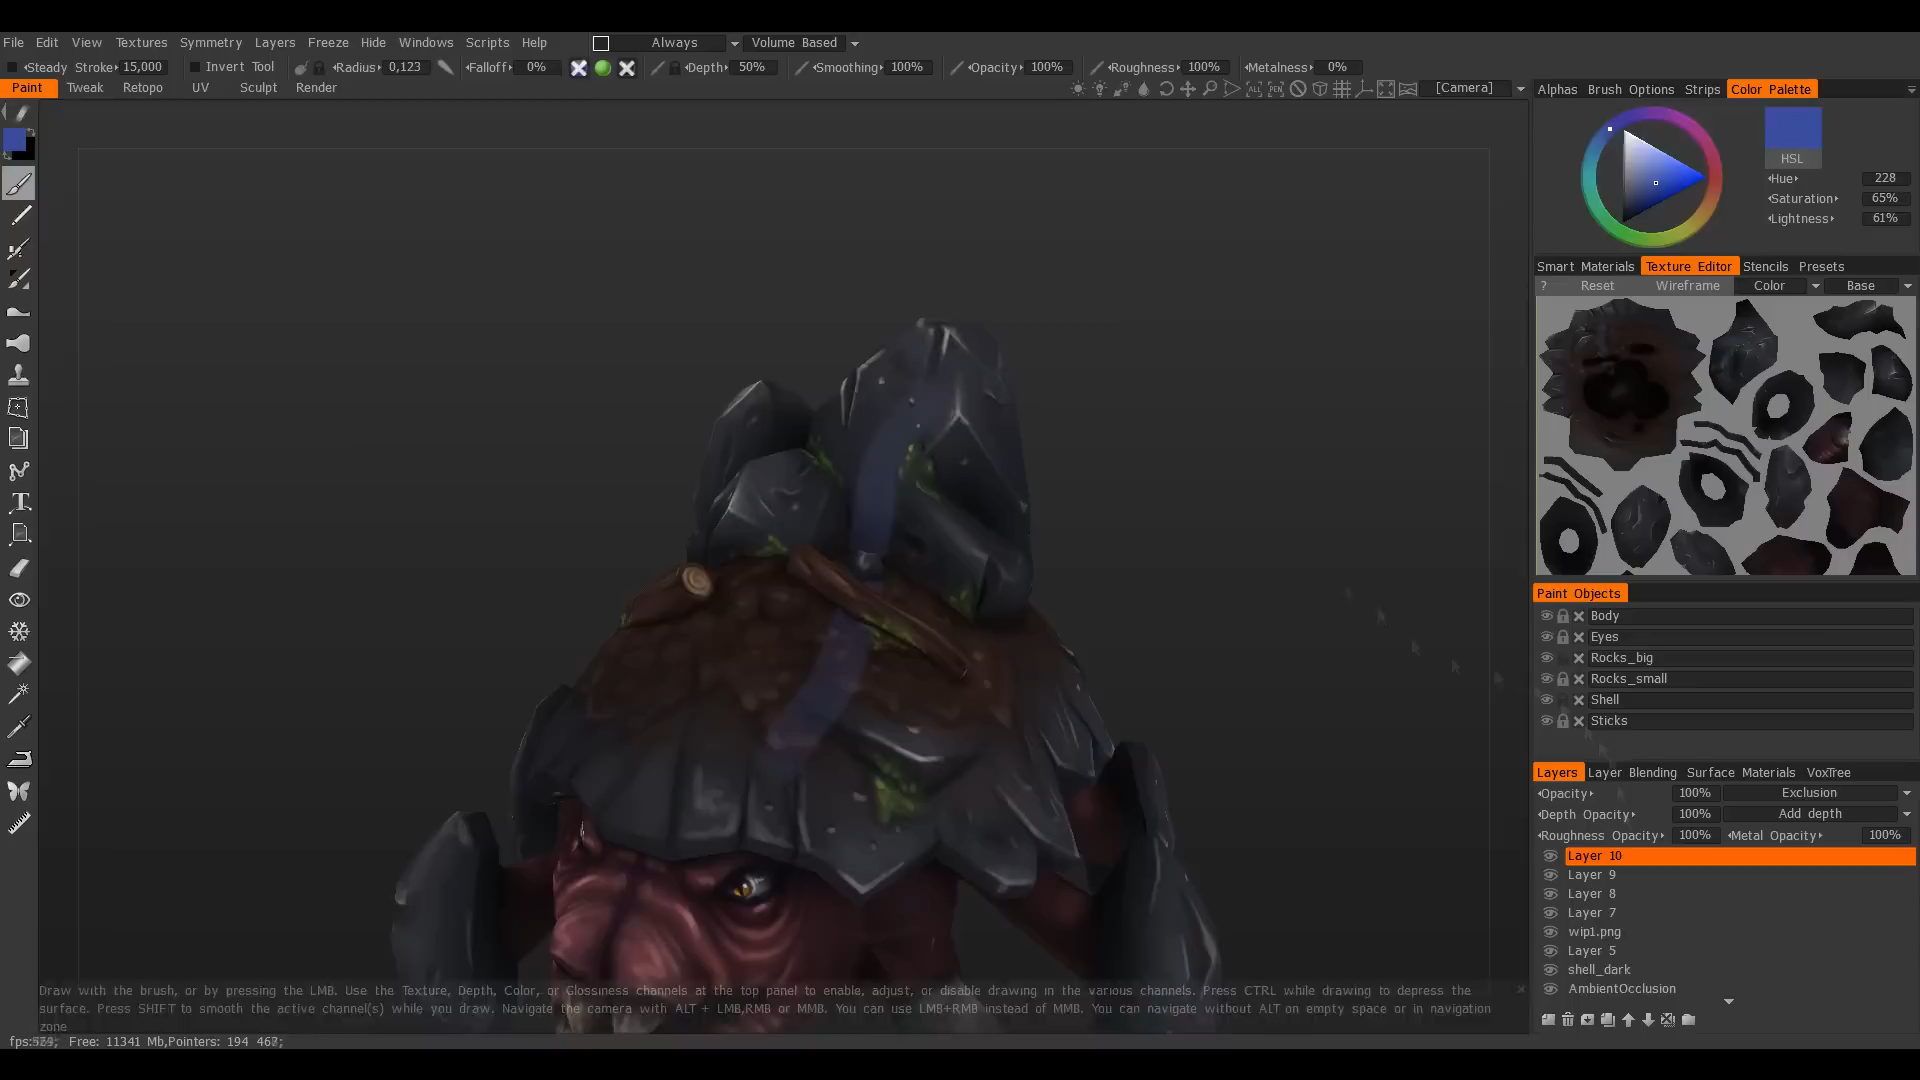 File Edit View Textures Symmetry Layers Freeze Hide Windows Scripts Help Always Volume Based
Steady Stroke 15,000 Invert Tool Radius 0,123 Falloff 0% Depth 50% Smoothing 100% Opacity 100% Roughness 100% Metalness 0%
Paint Tweak Retopo UV Sculpt Render [Camera]
Alphas Brush Options Strips Color Palette
HSL
Hue 228
Saturation 65%
Lightness 61%
Smart Materials Texture Editor Stencils Presets
? Reset Wireframe Color Base
Paint Objects
Body
Eyes
Rocks_big
Rocks_small
Shell
Sticks
Layers Layer Blending Surface Materials VoxTree
Opacity 100% Exclusion
Depth Opacity 100% Add depth
Roughness Opacity 100% Metal Opacity 100%
Layer 10
Layer 9
Layer 8
Layer 7
wip1.png
Layer 5
shell_dark
AmbientOcclusion
Draw with the brush, or by pressing the LMB. Use the Texture, Depth, Color, or Glossiness channels at the top panel to enable, adjust, or disable drawing in the various channels. Press CTRL while drawing to depress the
surface. Press SHIFT to smooth the active channel(s) while you draw. Navigate the camera with ALT + LMB,RMB or MMB. You can use LMB+RMB instead of MMB. You can navigate without ALT on empty space or in navigation
zone
Free: 11341 Mb,Pointers: 194